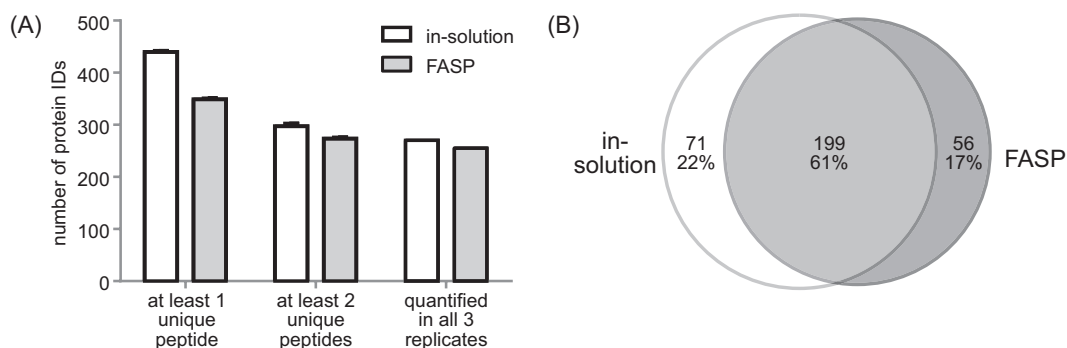 (A)
number of protein IDs
500
400
300
200
100
0
in-solution
FASP
at least 1
unique
peptide
at least 2
unique
peptides
quantified
in all 3
replicates
(B)
in-
solution
71
22%
199
61%
56
17%
FASP